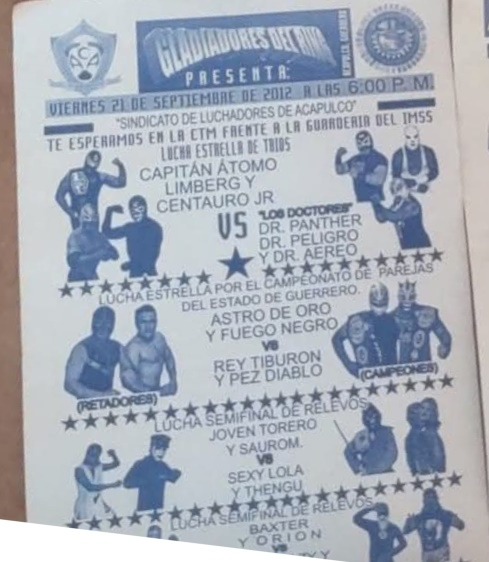 GLADIADORES DEL RING
ACAPULCO, GUERRERO
PRESENTA:
VIERNES 21 DE SEPTIEMBRE DE 2012 A LAS 6:00 P. M.
"SINDICATO DE LUCHADORES DE ACAPULCO"
TE ESPERAMOS EN LA CTM FRENTE A LA GUARDERIA DEL IMSS
LUCHA ESTRELLA DE TRIOS
CAPITÁN ÁTOMO
LIMBERG Y
CENTAURO JR
VS
"LOS DOCTORES"
DR. PANTHER
DR. PELIGRO
Y DR. AEREO
LUCHA ESTRELLA POR EL CAMPEONATO DE PAREJAS
DEL ESTADO DE GUERRERO.
ASTRO DE ORO
Y FUEGO NEGRO
VS
REY TIBURON
Y PEZ DIABLO
(RETADORES)
(CAMPEONES)
LUCHA SEMIFINAL DE RELEVOS
JOVEN TORERO
Y SAUROM.
VS
SEXY LOLA
Y THENGU
LUCHA SEMIFINAL DE RELEVOS
BAXTER
Y ORION
VS